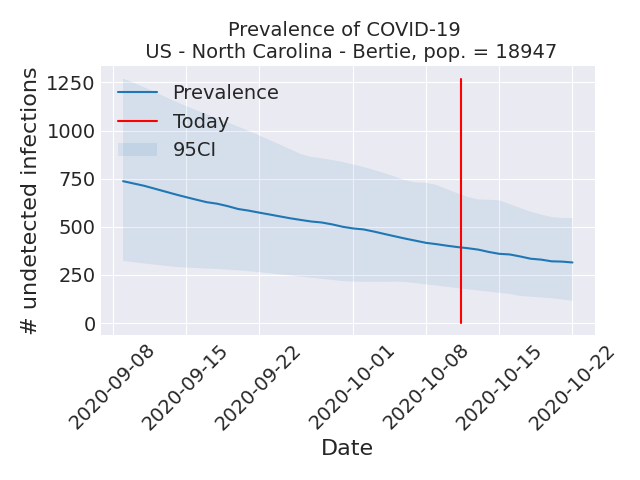 Prevalence of COVID-19
US - North Carolina - Bertie, pop. = 18947
# undetected infections
1250
1000
750
500
250
0
Prevalence
Today
95CI
2020-09-08
2020-09-15
2020-09-22
2020-10-01
2020-10-08
2020-10-15
2020-10-22
Date